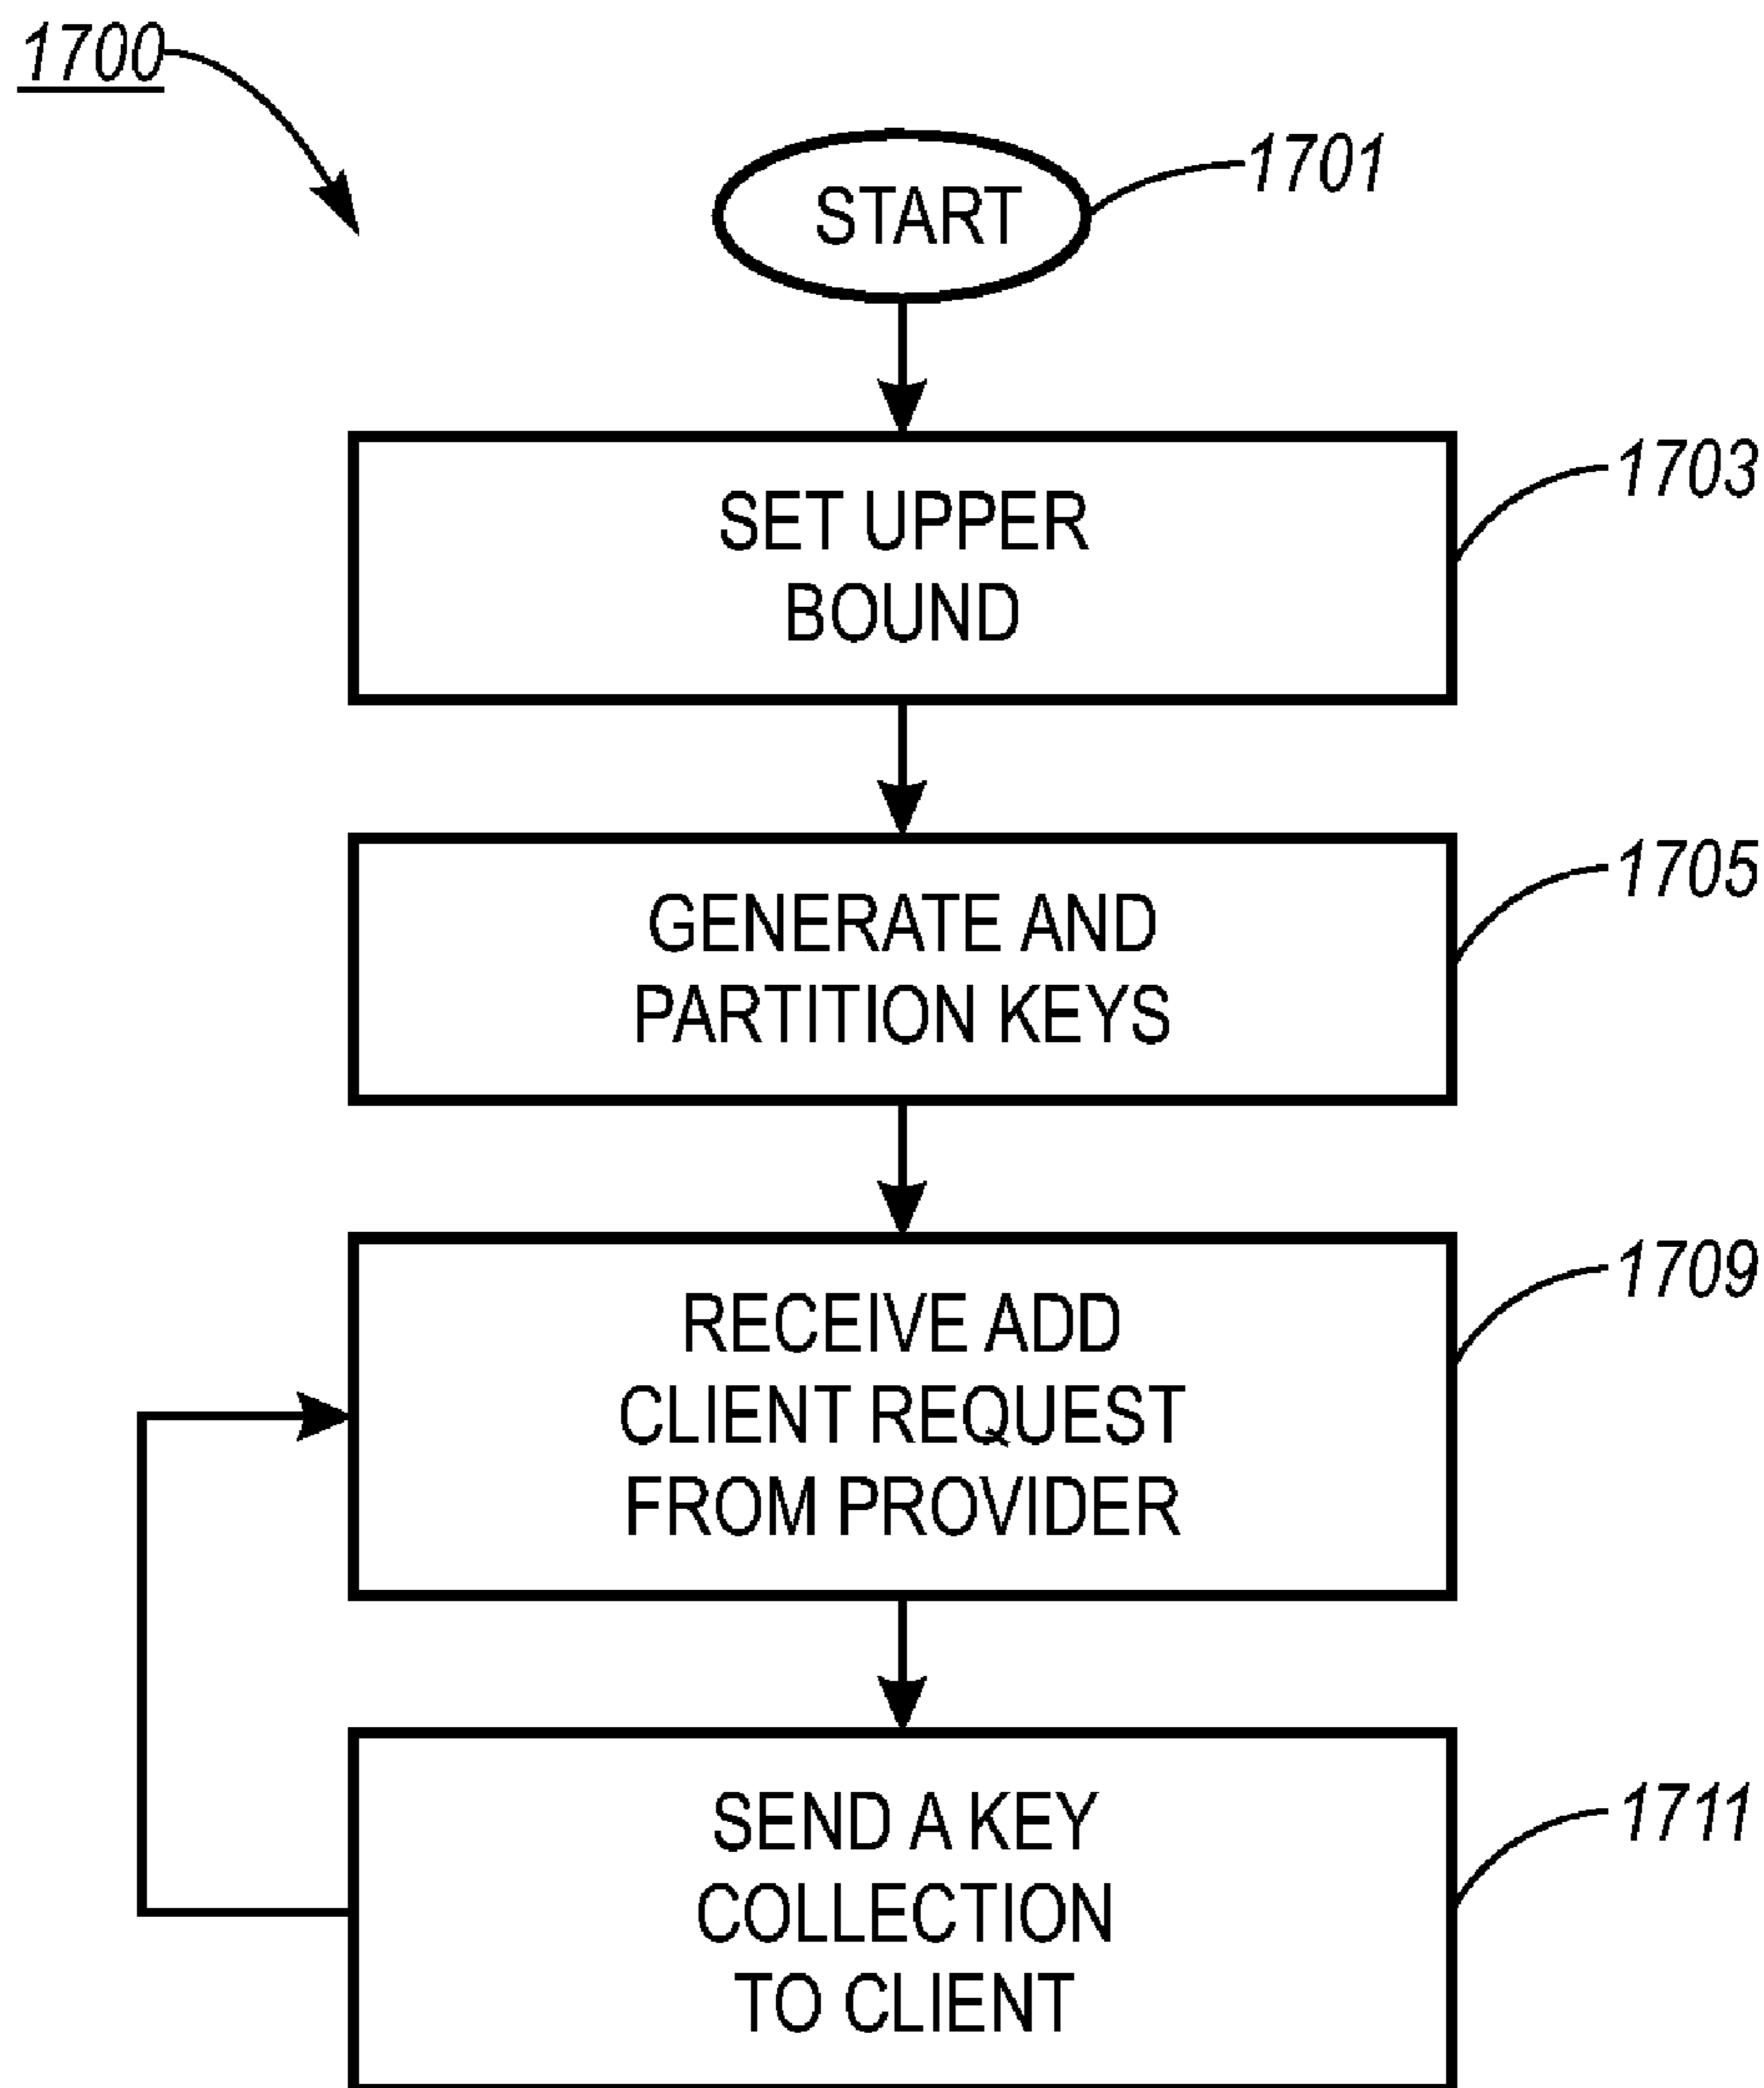 1700
START
1701
SET UPPER
BOUND
1703
GENERATE AND
PARTITION KEYS
1705
RECEIVE ADD
CLIENT REQUEST
FROM PROVIDER
1709
SEND A KEY
COLLECTION
TO CLIENT
1711